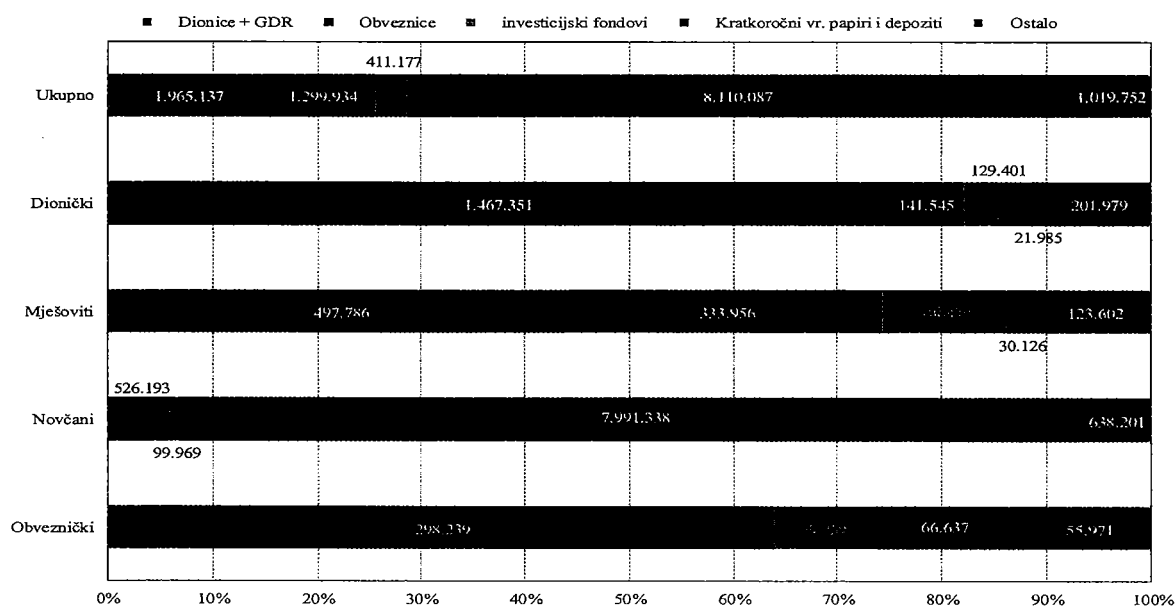 Dionice + GDR Obveznice investicijski fondovi Kratkoročni vr. papiri i depoziti Ostalo
411.177
Ukupno 1.965.137 1.299.934 8.110.087 1.019.752
129.401
Dionički 1.467.351 141.545 201.979
21.985
Mješoviti 497.786 333.956 123.602
30.126
526.193
Novčani 7.991.338 638.201
99.969
Obveznički 298.239 66.637 55.971
0% 10% 20% 30% 40% 50% 60% 70% 80% 90% 100%